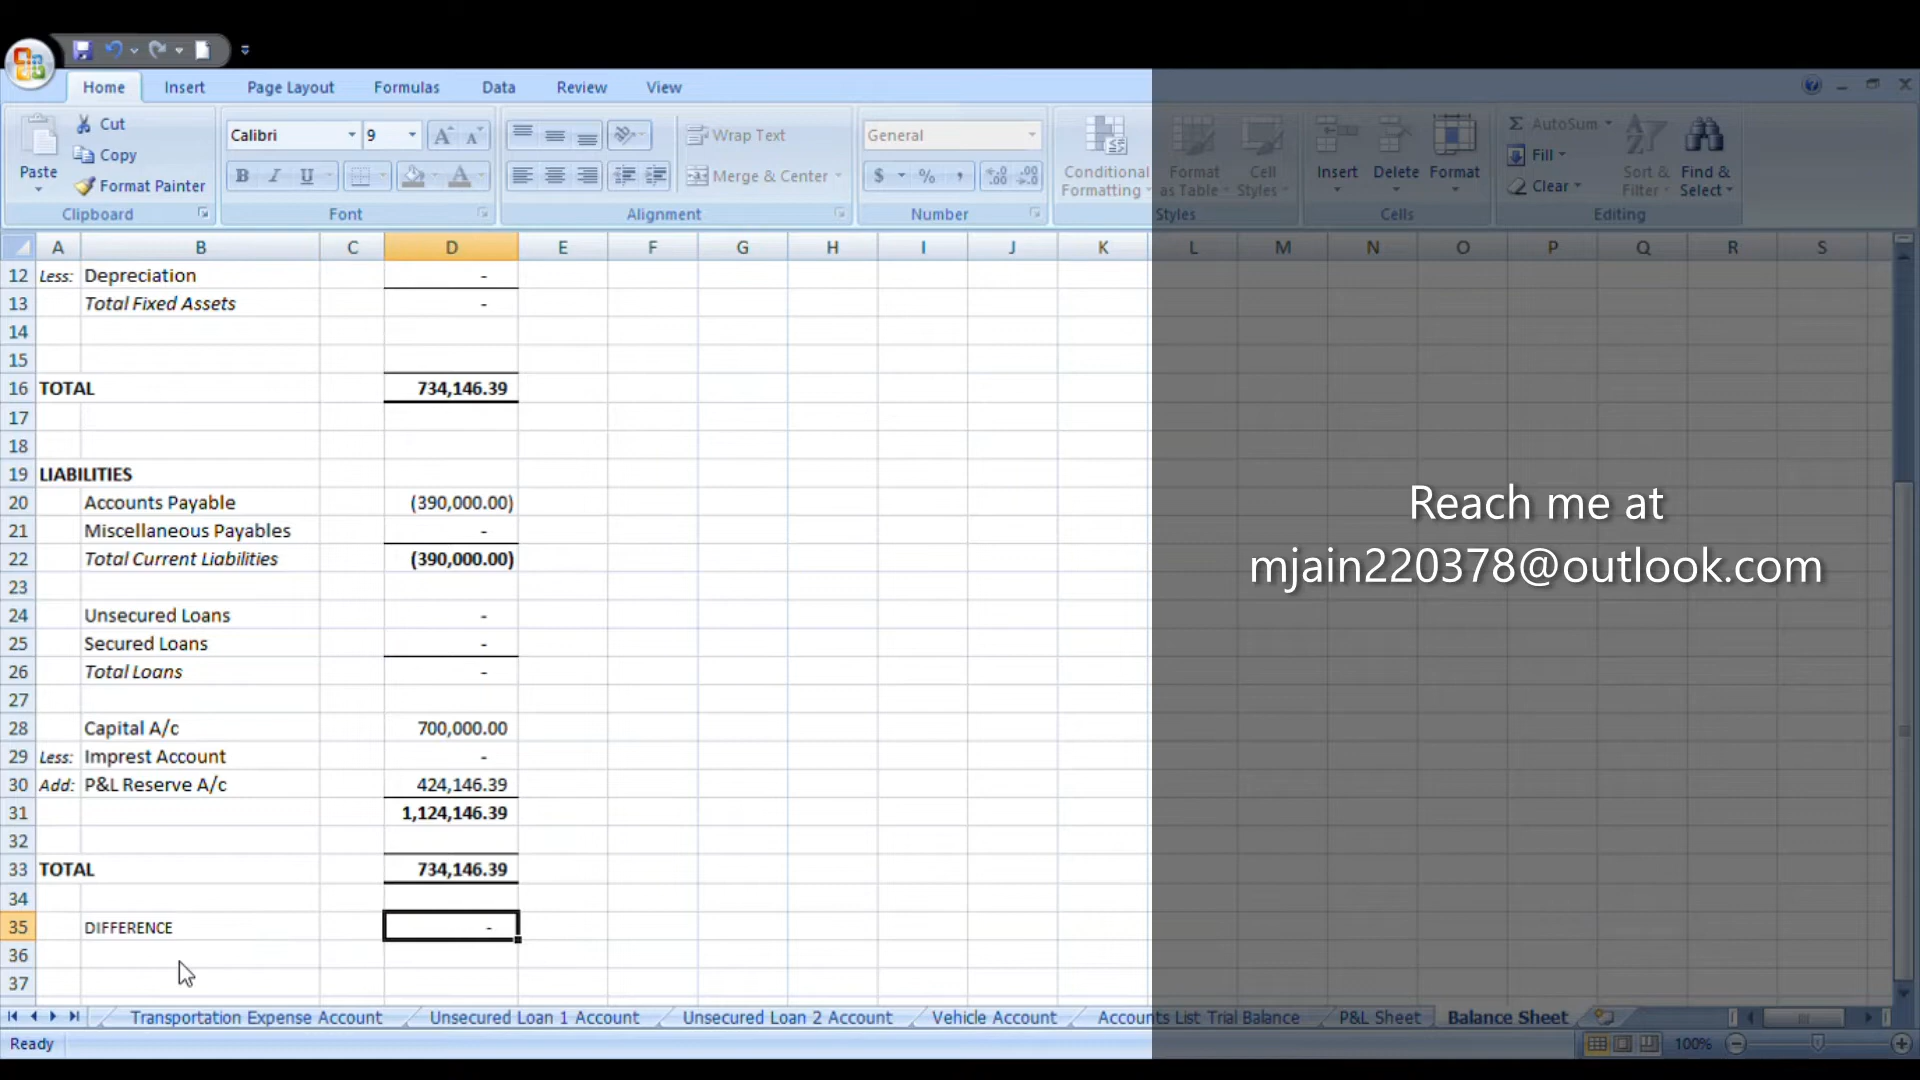 Home Insert Page Layout Formulas Data Review View
Paste
Cut
Copy
Format Painter
Clipboard
Calibri 9
B I U
Font
Wrap Text
Merge & Center
Alignment
General
$ % ,
Number
Conditional Formatting
Format as Table
Cell Styles
Styles
Insert Delete Format
Cells
Σ AutoSum
Fill
Clear
Sort & Filter
Find & Select
Editing
A B C D E F G H I J K L M N O P Q R S
12 Less: Depreciation -
13 Total Fixed Assets -
14
15
16 TOTAL 734,146.39
17
18
19 LIABILITIES
20 Accounts Payable (390,000.00)
21 Miscellaneous Payables -
22 Total Current Liabilities (390,000.00)
23
24 Unsecured Loans -
25 Secured Loans -
26 Total Loans -
27
28 Capital A/c 700,000.00
29 Less: Imprest Account -
30 Add: P&L Reserve A/c 424,146.39
31 1,124,146.39
32
33 TOTAL 734,146.39
34
35 DIFFERENCE -
36
37
Reach me at
mjain220378@outlook.com
Transportation Expense Account Unsecured Loan 1 Account Unsecured Loan 2 Account Vehicle Account Accounts List Trial Balance P&L Sheet Balance Sheet
Ready 100%